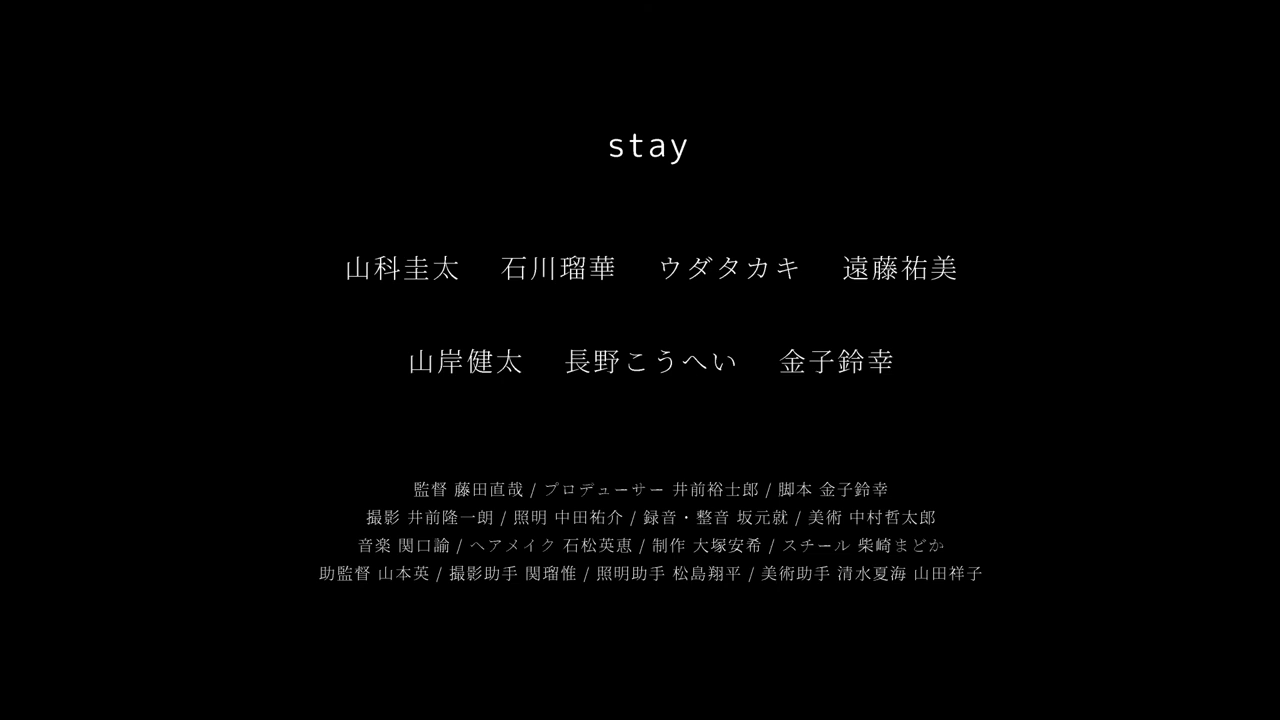 stay
山科圭太 石川瑠華 ウダタカキ 遠藤祐美
山岸健太 長野こうへい 金子鈴幸
監督 藤田直哉 / プロデューサー 井前裕士郎 / 脚本 金子鈴幸
撮影 井前隆一朗 / 照明 中田祐介 / 録音・整音 坂元就 / 美術 中村哲太郎
音楽 関口諭 / ヘアメイク 石松英恵 / 制作 大塚安希 / スチール 柴崎まどか
助監督 山本英 / 撮影助手 関瑠惟 / 照明助手 松島翔平 / 美術助手 清水夏海 山田祥子